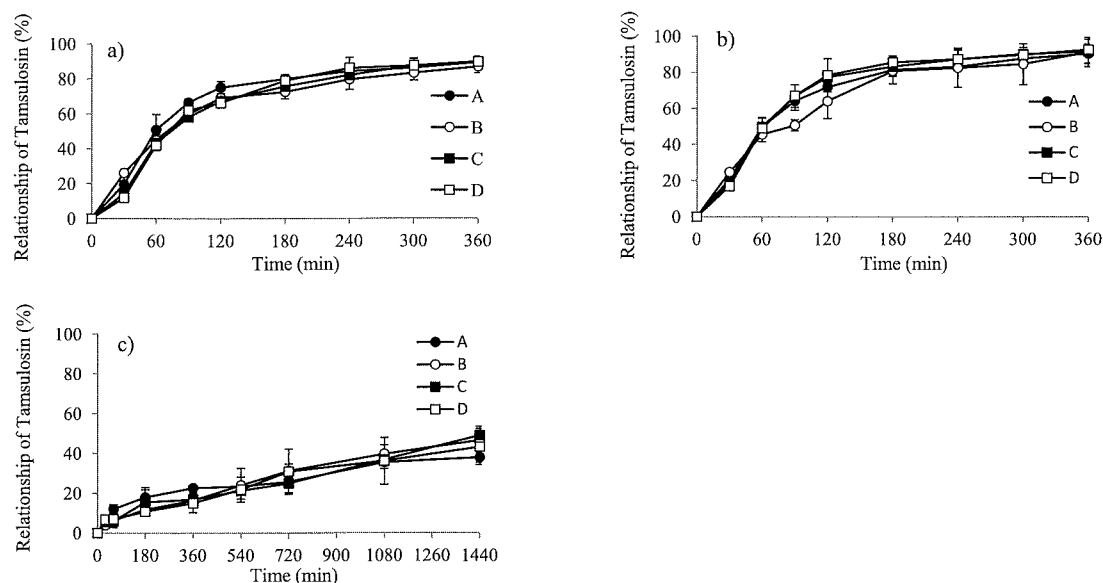 a)
Relationship of Tamsulosin (%)
100
80
60
40
20
0
A
B
C
D
0 60 120 180 240 300 360
Time (min)
b)
Relationship of Tamsulosin (%)
100
80
60
40
20
0
A
B
C
D
0 60 120 180 240 300 360
Time (min)
c)
Relationship of Tamsulosin (%)
100
80
60
40
20
0
A
B
C
D
0 180 360 540 720 900 1080 1260 1440
Time (min)